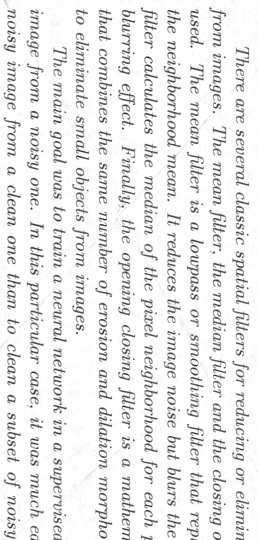 There are several classic spatial filters for reducing or elimin
from images. The mean filter, the median filter and the closing o
used. The mean filter is a lowpass or smoothing filter that repl
the neighborhood mean. It reduces the image noise but blurs the
filter calculates the median of the pixel neighborhood for each p
blurring effect. Finally, the opening closing filter is a mathem
that combines the same number of erosion and dilation morpho
to eliminate small objects from images.
The main goal was to train a neural network in a supervised
image from a noisy one. In this particular case, it was much ea
noisy image from a clean one than to clean a subset of noisy